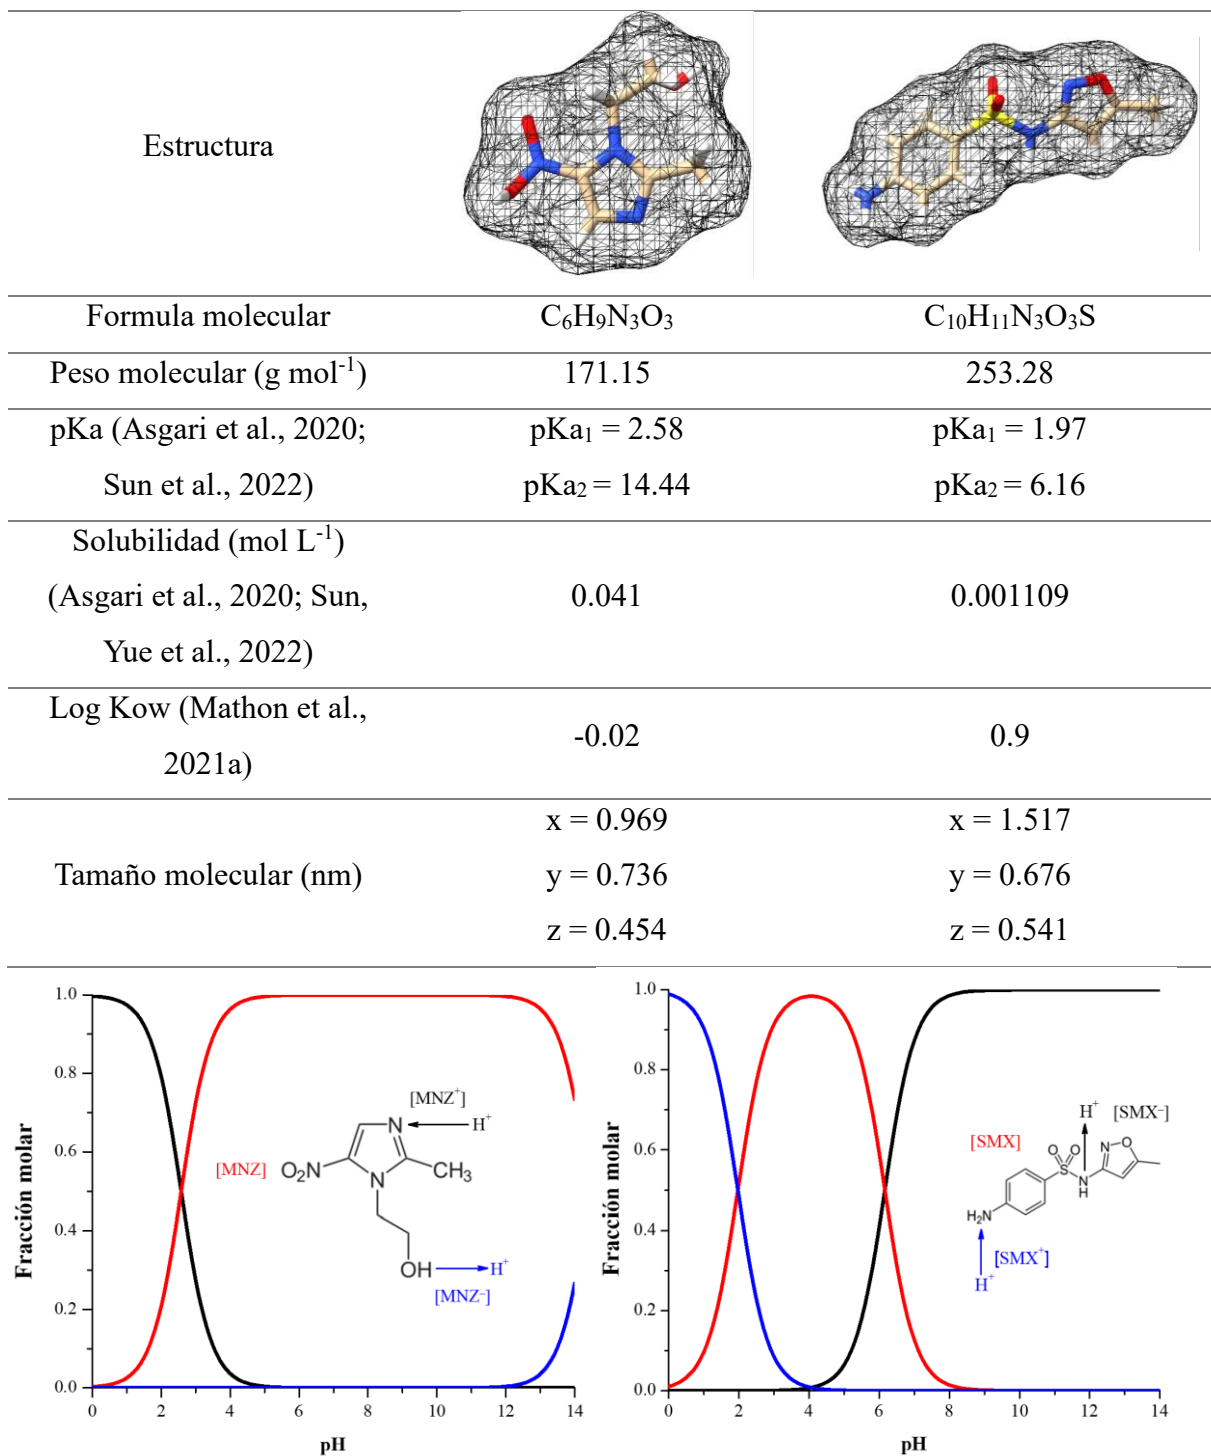 Estructura
Formula molecular
C₆H₉N₃O₃
C₁₀H₁₁N₃O₃S
Peso molecular (g mol⁻¹)
171.15
253.28
pKa (Asgari et al., 2020;
Sun et al., 2022)
pKa₁ = 2.58
pKa₂ = 14.44
pKa₁ = 1.97
pKa₂ = 6.16
Solubilidad (mol L⁻¹)
(Asgari et al., 2020; Sun,
Yue et al., 2022)
0.041
0.001109
Log Kow (Mathon et al.,
2021a)
-0.02
0.9
Tamaño molecular (nm)
x = 0.969
y = 0.736
z = 0.454
x = 1.517
y = 0.676
z = 0.541
Fracción molar
1.0
0.8
0.6
0.4
0.2
0.0
0 2 4 6 8 10 12 14
pH
[MNZ⁺]
H⁺
N
[MNZ]
NO₂
N
CH₃
OH
H⁺
[MNZ⁻]
Fracción molar
1.0
0.8
0.6
0.4
0.2
0.0
0 2 4 6 8 10 12 14
pH
H⁺
[SMX⁻]
[SMX]
O O
S
N
H
N
O
H₂N
[SMX⁺]
H⁺